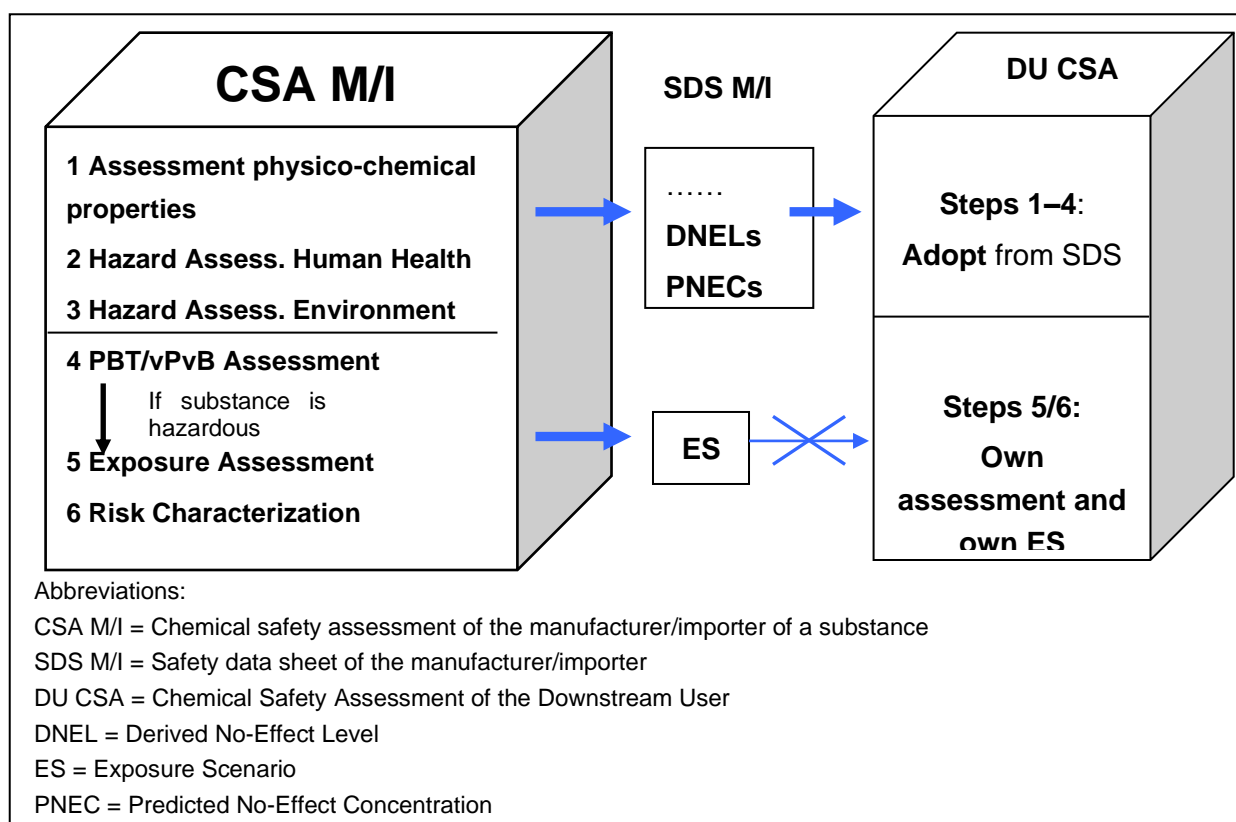 CSA M/I
1 Assessment physico-chemical
properties
2 Hazard Assess. Human Health
3 Hazard Assess. Environment
4 PBT/vPvB Assessment
If substance is
hazardous
5 Exposure Assessment
6 Risk Characterization
SDS M/I
......
DNELs
PNECs
ES
DU CSA
Steps 1–4:
Adopt from SDS
Steps 5/6:
Own
assessment and
own ES
Abbreviations:
CSA M/I = Chemical safety assessment of the manufacturer/importer of a substance
SDS M/I = Safety data sheet of the manufacturer/importer
DU CSA = Chemical Safety Assessment of the Downstream User
DNEL = Derived No-Effect Level
ES = Exposure Scenario
PNEC = Predicted No-Effect Concentration